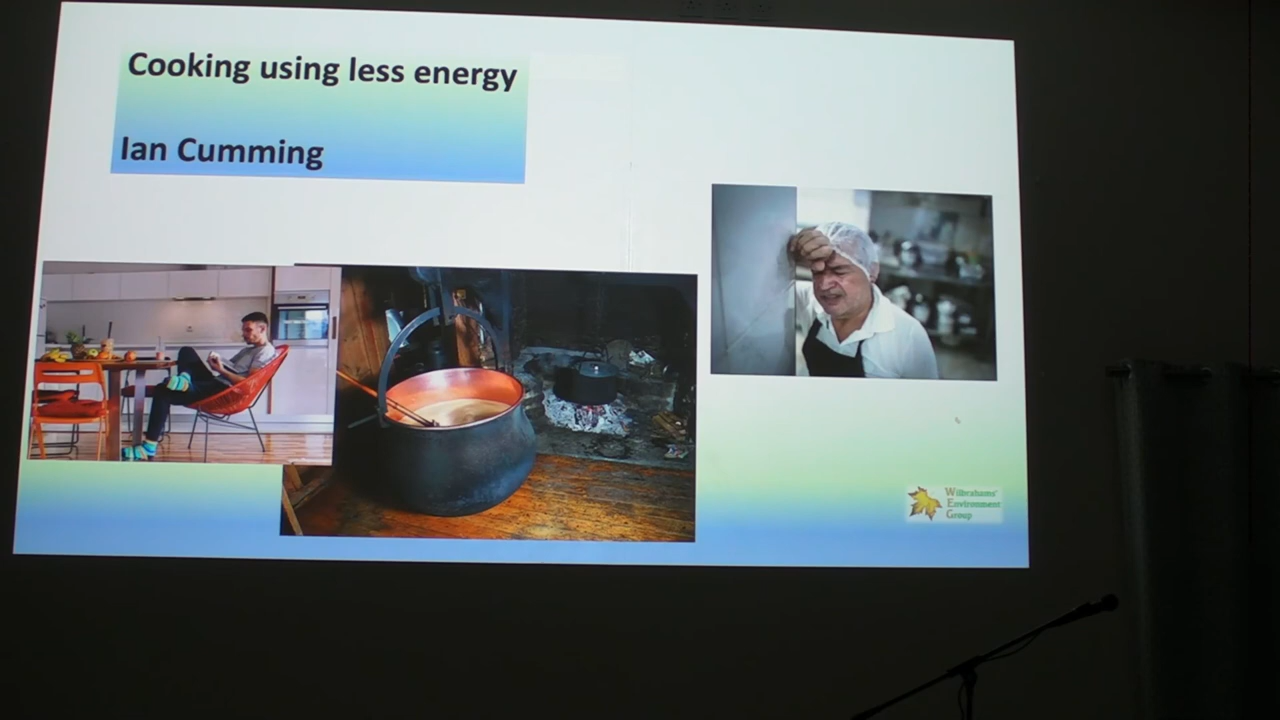 Cooking using less energy
Ian Cumming
Wilbrahams'
Environment
Group